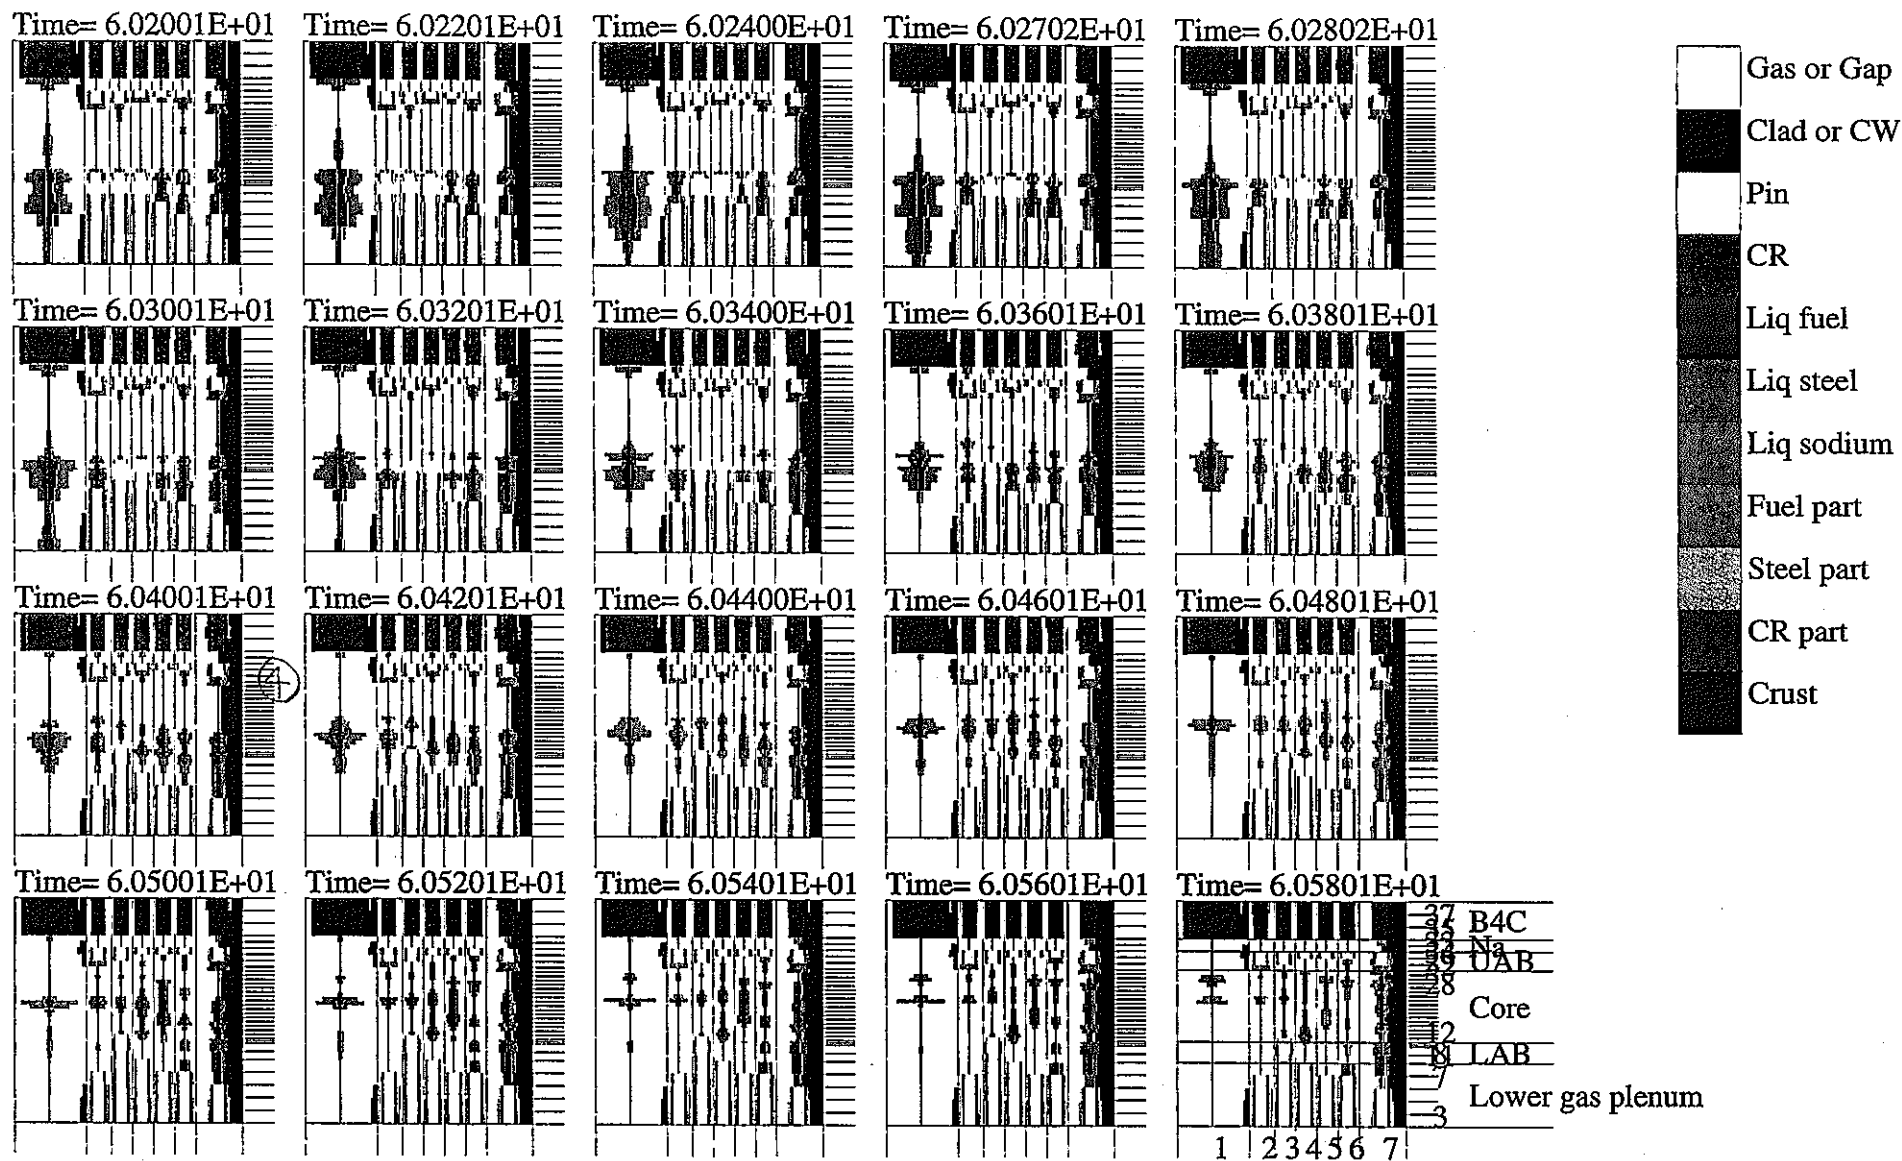 Time= 6.02001E+01 Time= 6.02201E+01 Time= 6.02400E+01 Time= 6.02702E+01 Time= 6.02802E+01
Time= 6.03001E+01 Time= 6.03201E+01 Time= 6.03400E+01 Time= 6.03601E+01 Time= 6.03801E+01
Time= 6.04001E+01 Time= 6.04201E+01 Time= 6.04400E+01 Time= 6.04601E+01 Time= 6.04801E+01
4
Time= 6.05001E+01 Time= 6.05201E+01 Time= 6.05401E+01 Time= 6.05601E+01 Time= 6.05801E+01
B4C
Na
UAB
Core
LAB
Lower gas plenum
3
1 2 3 4 5 6 7
Gas or Gap
Clad or CW
Pin
CR
Liq fuel
Liq steel
Liq sodium
Fuel part
Steel part
CR part
Crust